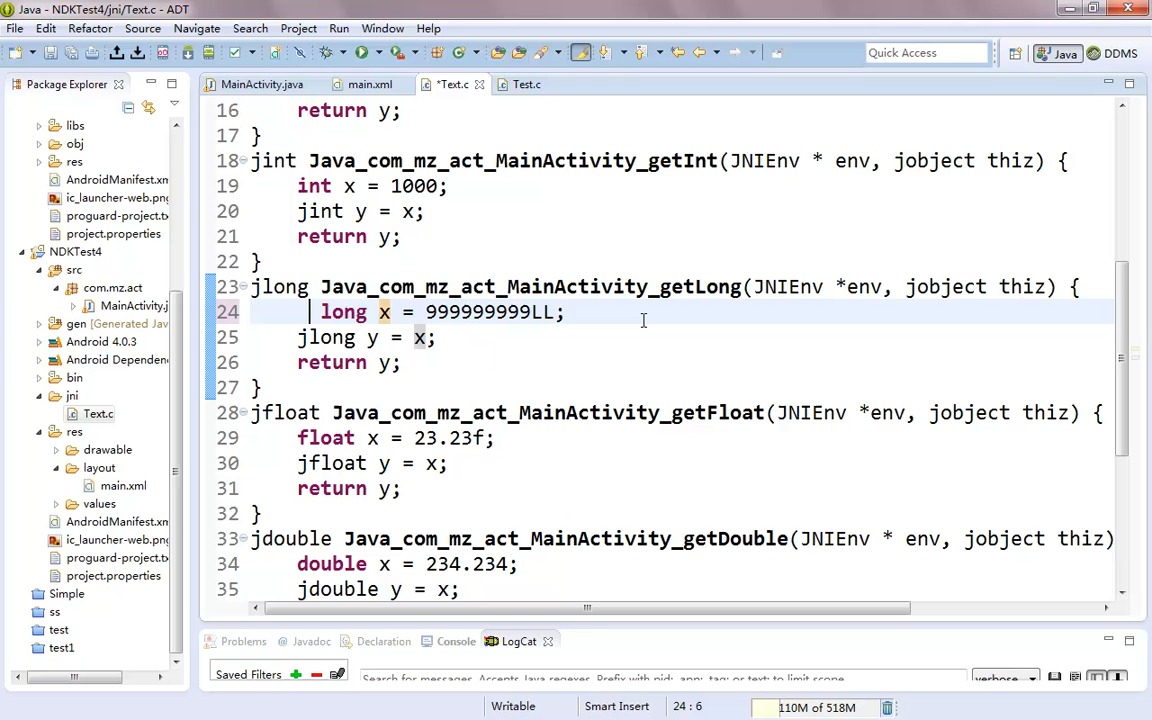 Java - NDKTest4/jni/Text.c - ADT
File Edit Refactor Source Navigate Search Project Run Window Help
Quick Access
Java
DDMS
Package Explorer
MainActivity.java
main.xml
*Text.c
Test.c
libs
obj
res
AndroidManifest.xm
ic_launcher-web.png
proguard-project.tx
project.properties
NDKTest4
src
com.mz.act
MainActivity.j
gen [Generated Jav
Android 4.0.3
Android Dependen
bin
jni
Text.c
res
drawable
layout
main.xml
values
AndroidManifest.xm
ic_launcher-web.png
proguard-project.tx
project.properties
Simple
ss
test
test1
16 return y;
17 }
18 jint Java_com_mz_act_MainActivity_getInt(JNIEnv * env, jobject thiz) {
19 int x = 1000;
20 jint y = x;
21 return y;
22 }
23 jlong Java_com_mz_act_MainActivity_getLong(JNIEnv *env, jobject thiz) {
24 long x = 999999999LL;
25 jlong y = x;
26 return y;
27 }
28 jfloat Java_com_mz_act_MainActivity_getFloat(JNIEnv *env, jobject thiz) {
29 float x = 23.23f;
30 jfloat y = x;
31 return y;
32 }
33 jdouble Java_com_mz_act_MainActivity_getDouble(JNIEnv * env, jobject thiz)
34 double x = 234.234;
35 jdouble y = x;
Problems
Javadoc
Declaration
Console
LogCat
Saved Filters
Search for messages. Accepts Java regexes. Prefix with pid: app: tag: or text: to limit scope.
verbose
Writable
Smart Insert
24 : 6
110M of 518M